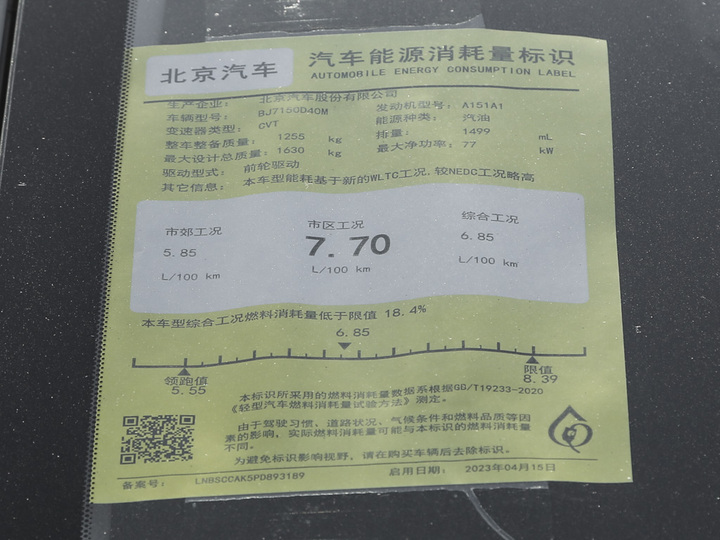 北京汽车
汽车能源消耗量标识
AUTOMOBILE ENERGY CONSUMPTION LABEL
生产企业： 北京汽车股份有限公司
车辆型号： BJ7150D40M 发动机型号： A151A1
变速器类型： CVT 能源种类： 汽油
整车整备质量： 1255 kg 排量： 1499 mL
最大设计总质量： 1630 kg 最大净功率： 77 kW
驱动型式： 前轮驱动
其它信息： 本车型能耗基于新的WLTC工况,较NEDC工况略高
市郊工况 市区工况 综合工况
5.85 7.70 6.85
L/100 km L/100 km L/100 km
本车型综合工况燃料消耗量低于限值 18.4%
6.85
领跑值 限值
5.55 8.39
本标识所采用的燃料消耗量数据系根据GB/T19233-2020
《轻型汽车燃料消耗量试验方法》测定。
由于驾驶习惯、道路状况、气候条件和燃料品质等因
素的影响，实际燃料消耗量可能与本标识的燃料消耗量
不同。
为避免标识影响视野，请在购买车辆后去除标识。
备案号： LNBSCCAK5PD893189 启用日期： 2023年04月15日